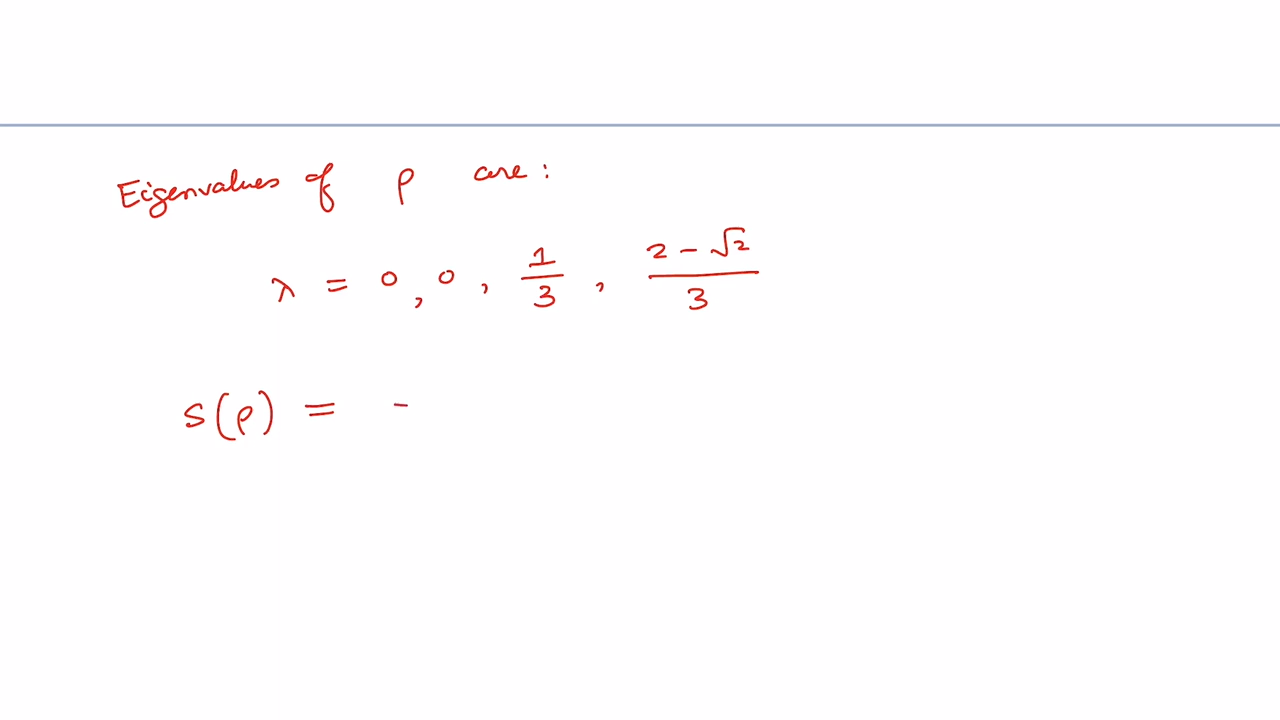 Eigenvalues of ρ are:
λ = 0, 0, 1/3, (2 - √2)/3
S(ρ) = -